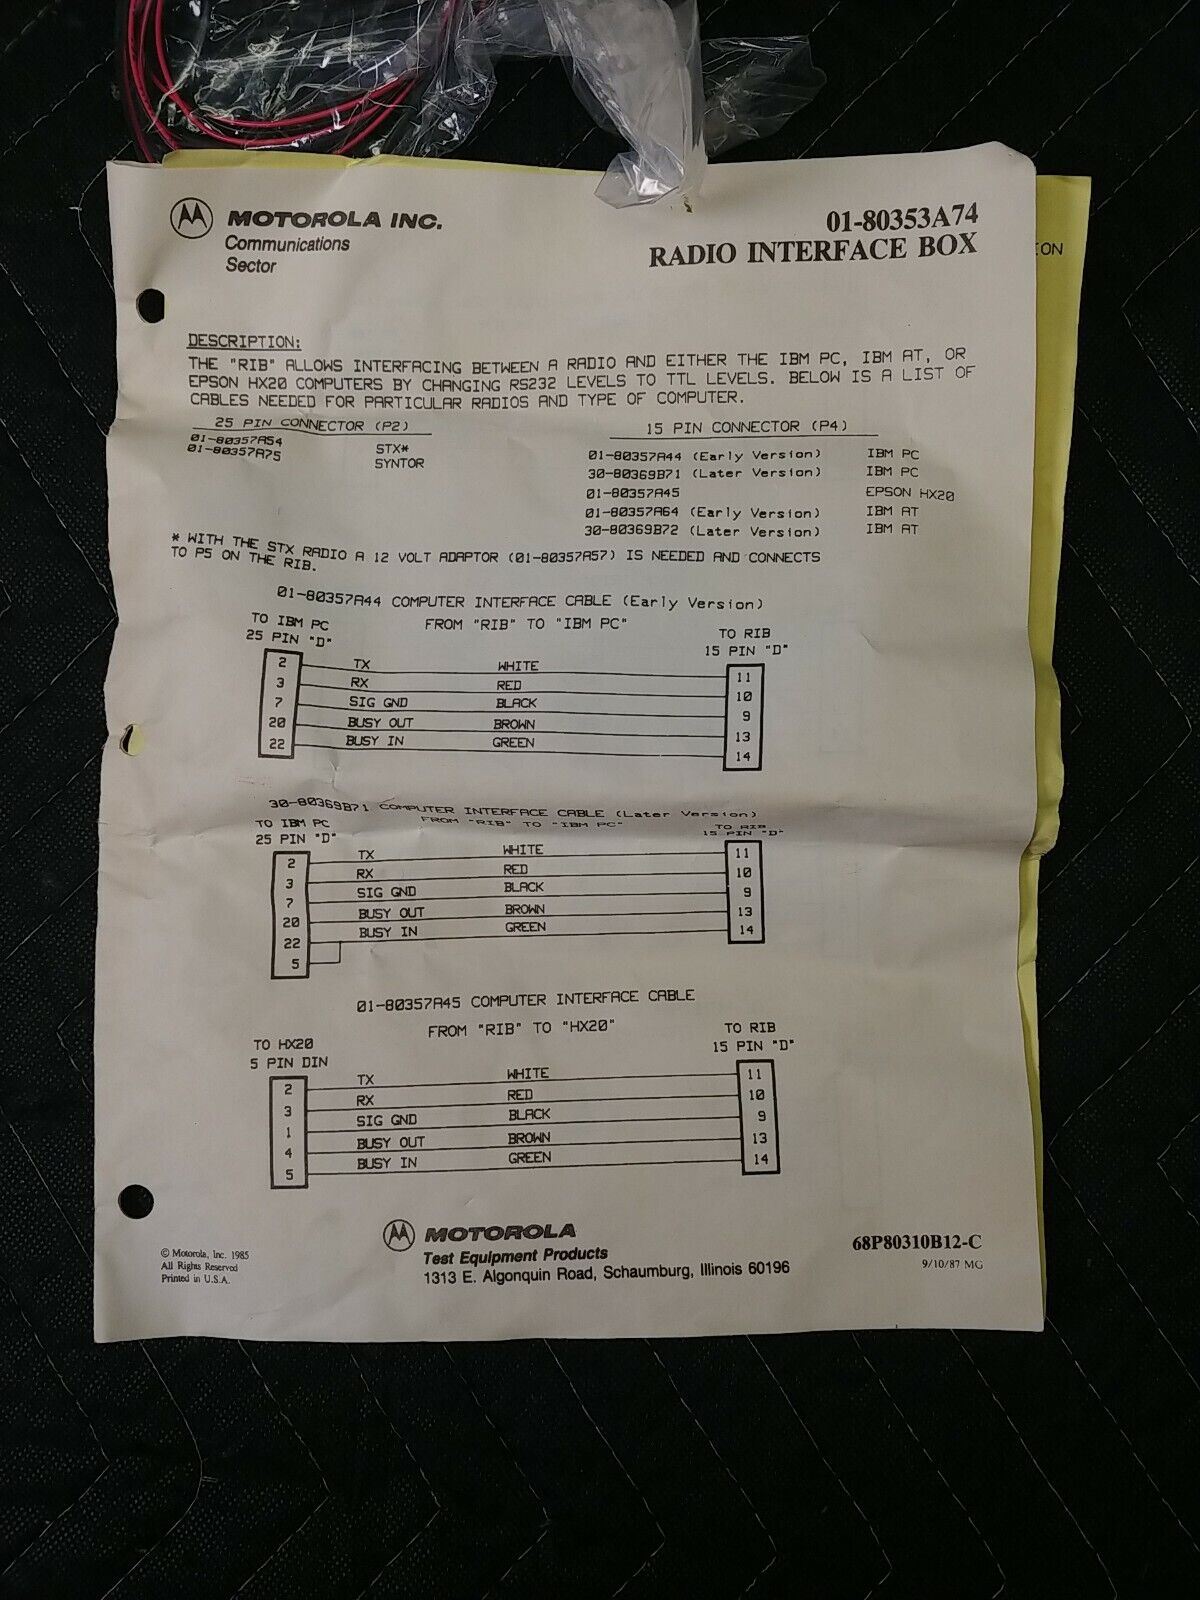 MOTOROLA INC.
Communications
Sector
01-80353A74
RADIO INTERFACE BOX
ION
DESCRIPTION:
THE "RIB" ALLOWS INTERFACING BETWEEN A RADIO AND EITHER THE IBM PC, IBM AT, OR
EPSON HX20 COMPUTERS BY CHANGING RS232 LEVELS TO TTL LEVELS. BELOW IS A LIST OF
CABLES NEEDED FOR PARTICULAR RADIOS AND TYPE OF COMPUTER.
25 PIN CONNECTOR (P2)
01-80357A54 STX*
01-80357A75 SYNTOR
15 PIN CONNECTOR (P4)
01-80357A44 (Early Version) IBM PC
30-80369B71 (Later Version) IBM PC
01-80357A45 EPSON HX20
01-80357A64 (Early Version) IBM AT
30-80369B72 (Later Version) IBM AT
* WITH THE STX RADIO A 12 VOLT ADAPTOR (01-80357A57) IS NEEDED AND CONNECTS
TO P5 ON THE RIB.
01-80357A44 COMPUTER INTERFACE CABLE (Early Version)
FROM "RIB" TO "IBM PC"
TO IBM PC
25 PIN "D"
TO RIB
15 PIN "D"
2 TX WHITE 11
3 RX RED 10
7 SIG GND BLACK 9
20 BUSY OUT BROWN 13
22 BUSY IN GREEN 14
30-80369B71 COMPUTER INTERFACE CABLE (Later Version)
FROM "RIB" TO "IBM PC"
TO IBM PC
25 PIN "D"
TO RIB
15 PIN "D"
2 TX WHITE 11
3 RX RED 10
7 SIG GND BLACK 9
20 BUSY OUT BROWN 13
22 BUSY IN GREEN 14
5
01-80357A45 COMPUTER INTERFACE CABLE
FROM "RIB" TO "HX20"
TO HX20
5 PIN DIN
TO RIB
15 PIN "D"
2 TX WHITE 11
3 RX RED 10
1 SIG GND BLACK 9
4 BUSY OUT BROWN 13
5 BUSY IN GREEN 14
© Motorola, Inc. 1985
All Rights Reserved
Printed in U.S.A.
MOTOROLA
Test Equipment Products
1313 E. Algonquin Road, Schaumburg, Illinois 60196
68P80310B12-C
9/10/87 MG